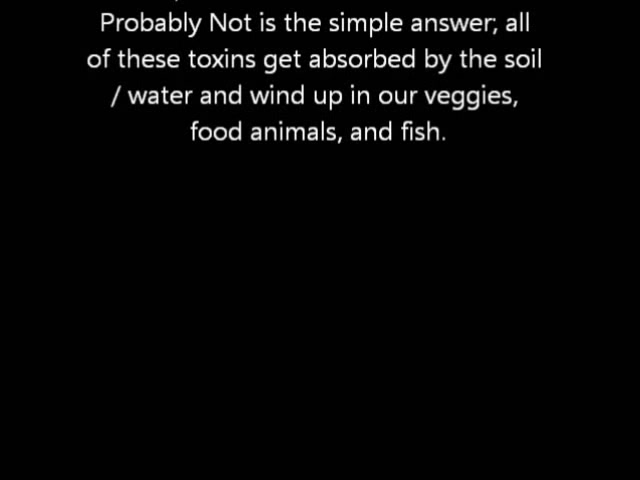 Probably Not is the simple answer; all
of these toxins get absorbed by the soil
/ water and wind up in our veggies,
food animals, and fish.